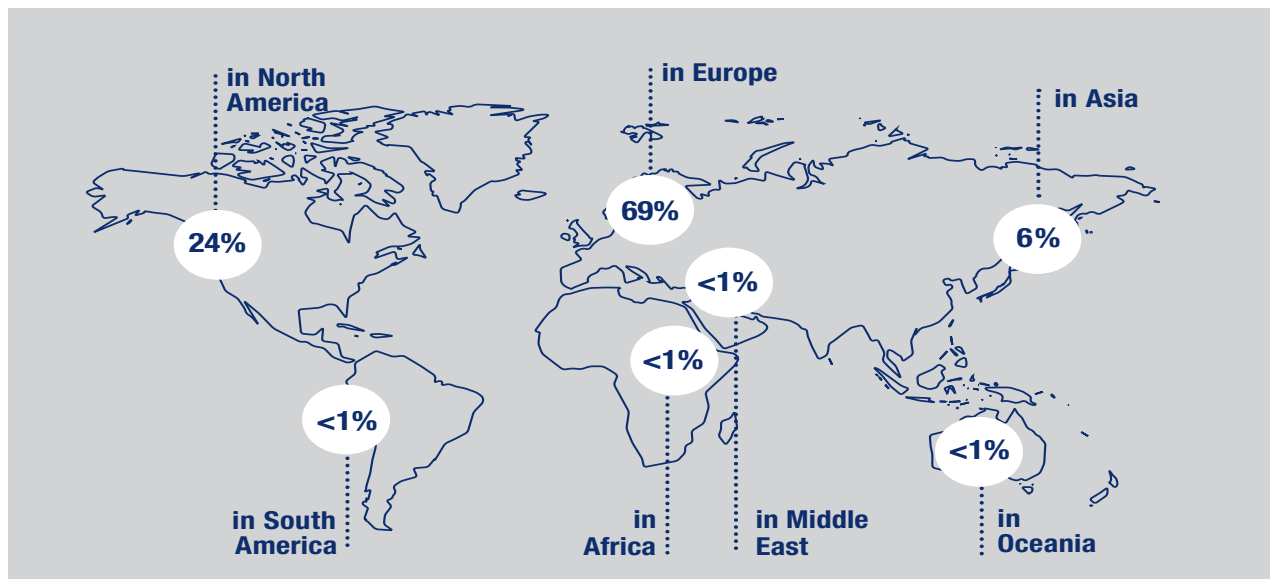 in North
America
24%
in Europe
69%
in Asia
6%
<1%
in Middle
East
<1%
in
Africa
<1%
in South
America
<1%
in
Oceania